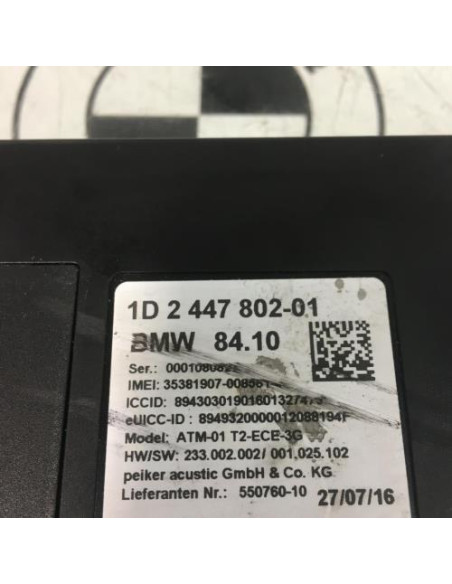 1D 2 447 802-01
BMW 84.10
Ser.:
IMEI:
ICCID:
eUICC-ID : 8949320000012088194F
Model: ATM-01 T2-ECE-3G
HW/SW: 233.002.002/ 001.025.102
peiker acustic GmbH & Co. KG
Lieferanten Nr.: 550760-10 27/07/16